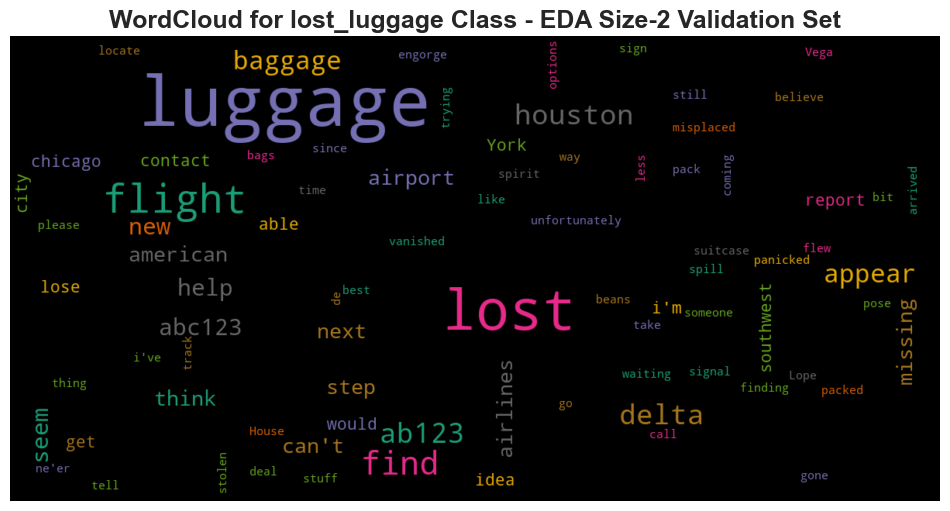 WordCloud for lost_luggage Class - EDA Size-2 Validation Set
locate
baggage
engorge
options
sign
Vega
luggage
trying
still
believe
houston
misplaced
York
since
bags
contact
chicago
way
less
pack
coming
airport
spirit
city
flight
time
like
report
bit
arrived
please
new
able
unfortunately
vanished
american
suitcase
flew
panicked
spill
appear
lose
help
de
best
lost
beans
i'm
someone
southwest
pose
missing
abc123
next
take
i've
track
thing
think
step
airlines
waiting
signal
Lope
finding
packed
seem
get
House
would
ab123
can't
go
delta
call
ne'er
tell
stolen
deal
stuff
find
idea
gone